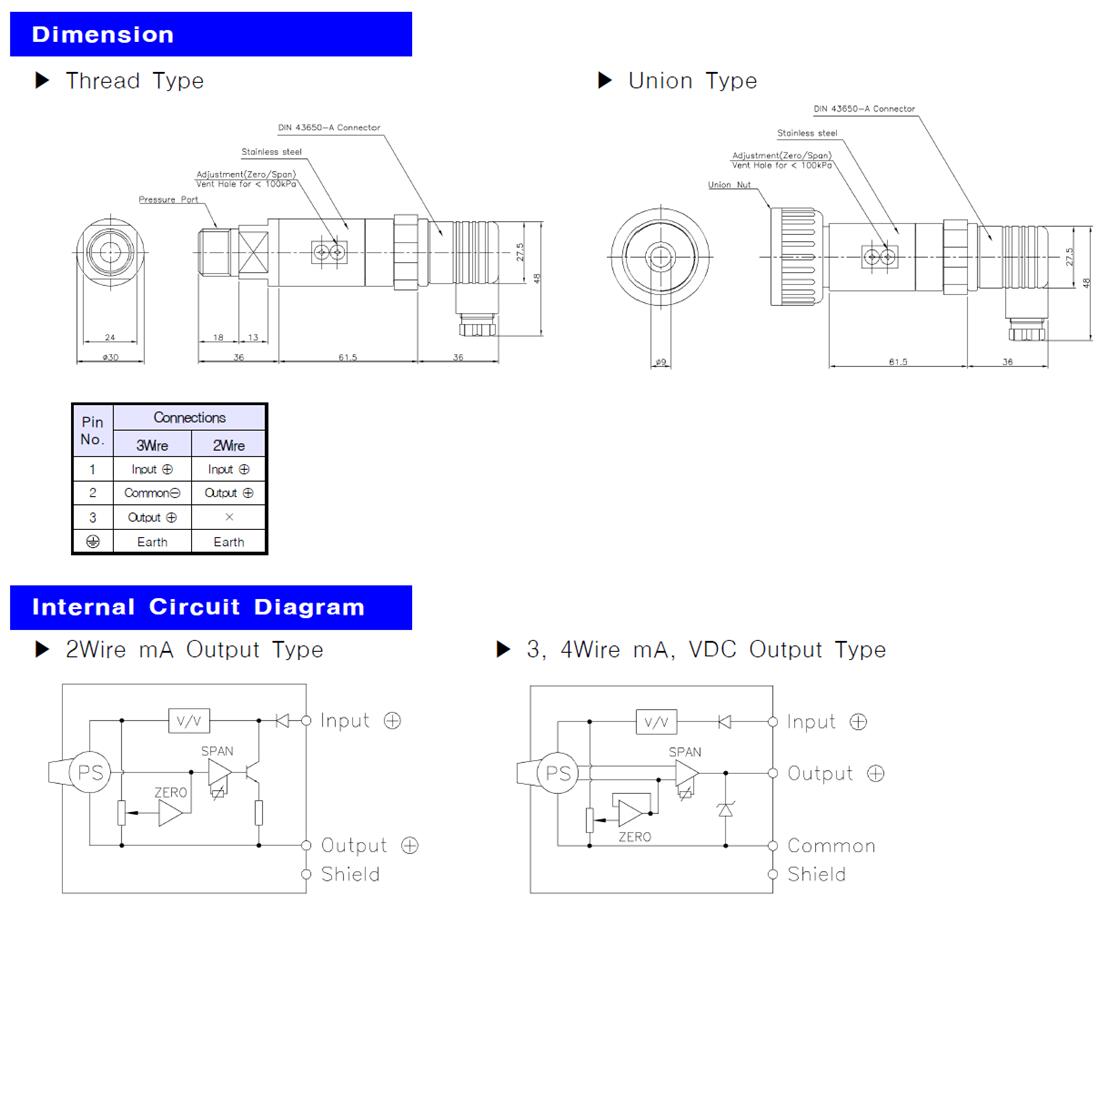 Dimension
▶ Thread Type
▶ Union Type
DIN 43650-A Connector
Stainless steel
Adjustment(Zero/Span)
Vent Hole for < 100kPa
Pressure Port
24
ø30
18
13
36
61.5
36
27.5
48
DIN 43650-A Connector
Stainless steel
Adjustment(Zero/Span)
Vent Hole for < 100kPa
Union Nut
ø9
61.5
36
27.5
48
Pin No. Connections
3Wire 2Wire
1 Input ⊕ Input ⊕
2 Common⊖ Output ⊕
3 Output ⊕ ×
⏚ Earth Earth
Internal Circuit Diagram
▶ 2Wire mA Output Type
▶ 3, 4Wire mA, VDC Output Type
V/V
Input ⊕
SPAN
PS
ZERO
Output ⊕
Shield
V/V
Input ⊕
SPAN
PS
Output ⊕
ZERO
Common
Shield